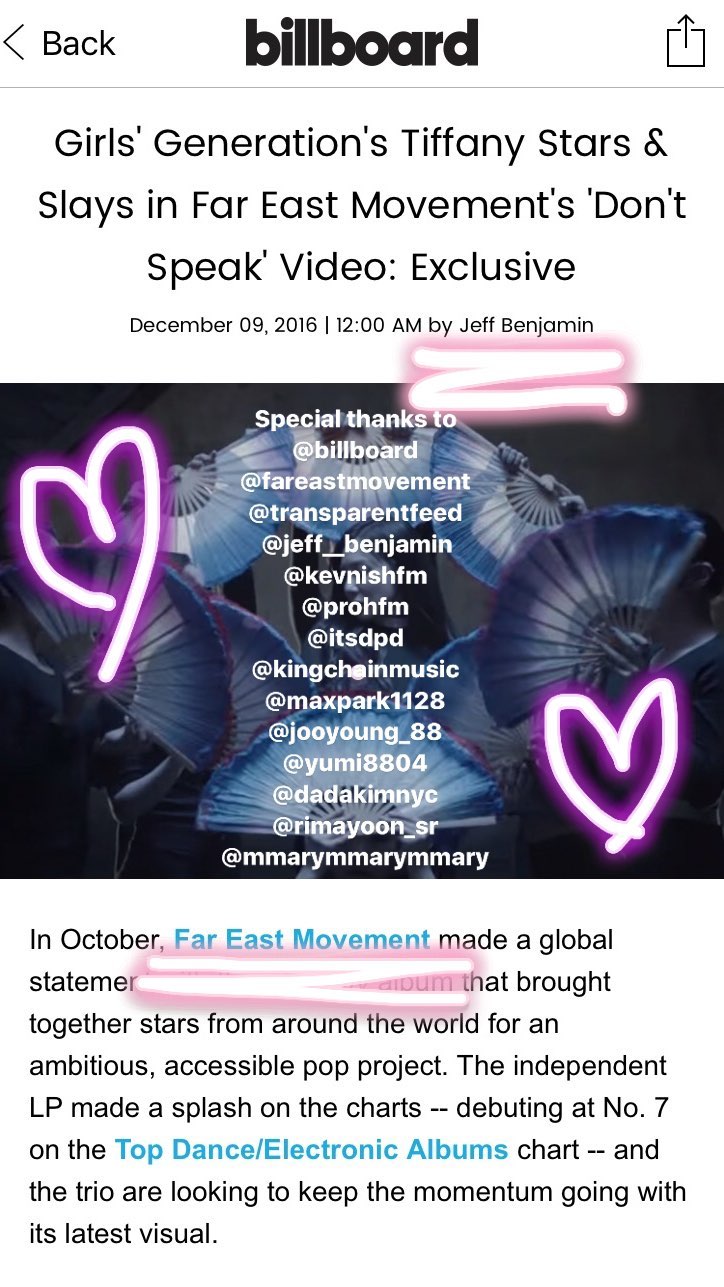 Back
billboard
Girls' Generation's Tiffany Stars &
Slays in Far East Movement's 'Don't
Speak' Video: Exclusive
December 09, 2016 | 12:00 AM by Jeff Benjamin
Special thanks to
@billboard
@fareastmovement
@transparentfeed
@jeff__benjamin
@kevnishfm
@prohfm
@itsdpd
@kingchainmusic
@maxpark1128
@jooyoung_88
@yumi8804
@dadakimnyc
@rimayoon_sr
@mmarymmarymmary
In October, Far East Movement made a global
album that brought
together stars from around the world for an
ambitious, accessible pop project. The independent
LP made a splash on the charts -- debuting at No. 7
on the Top Dance/Electronic Albums chart -- and
the trio are looking to keep the momentum going with
its latest visual.